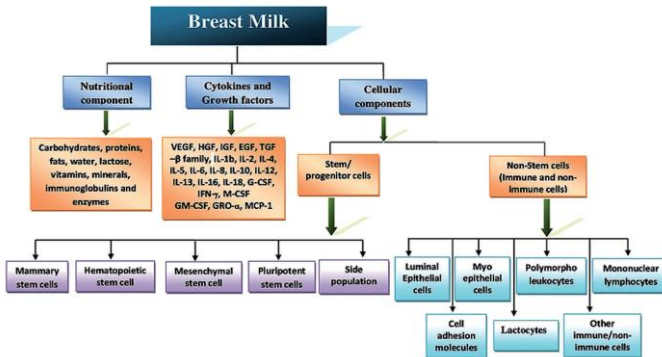 Breast Milk
Nutritional
component
Cytokines and
Growth factors
Cellular
components
Carbohydrates, proteins,
fats, water, lactose,
vitamins, minerals,
immunoglobulins and
enzymes
VEGF, HGF, IGF, EGF, TGF
–β family, IL-1b, IL-2, IL-4,
IL-5, IL-6, IL-8, IL-10, IL-12,
IL-13, IL-16, IL-18, G-CSF,
IFN-γ, M-CSF
GM-CSF, GRO-α, MCP-1
Stem/
progenitor cells
Non-Stem cells
(Immune and non-
immune cells)
Mammary
stem cells
Hematopoietic
stem cell
Mesenchymal
stem cell
Pluripotent
stem cells
Side
population
Luminal
Epithelial
cells
Myo
epithelial
cells
Polymorpho
leukocytes
Mononuclear
lymphocytes
Cell
adhesion
molecules
Lactocytes
Other
immune/non-
immune cells